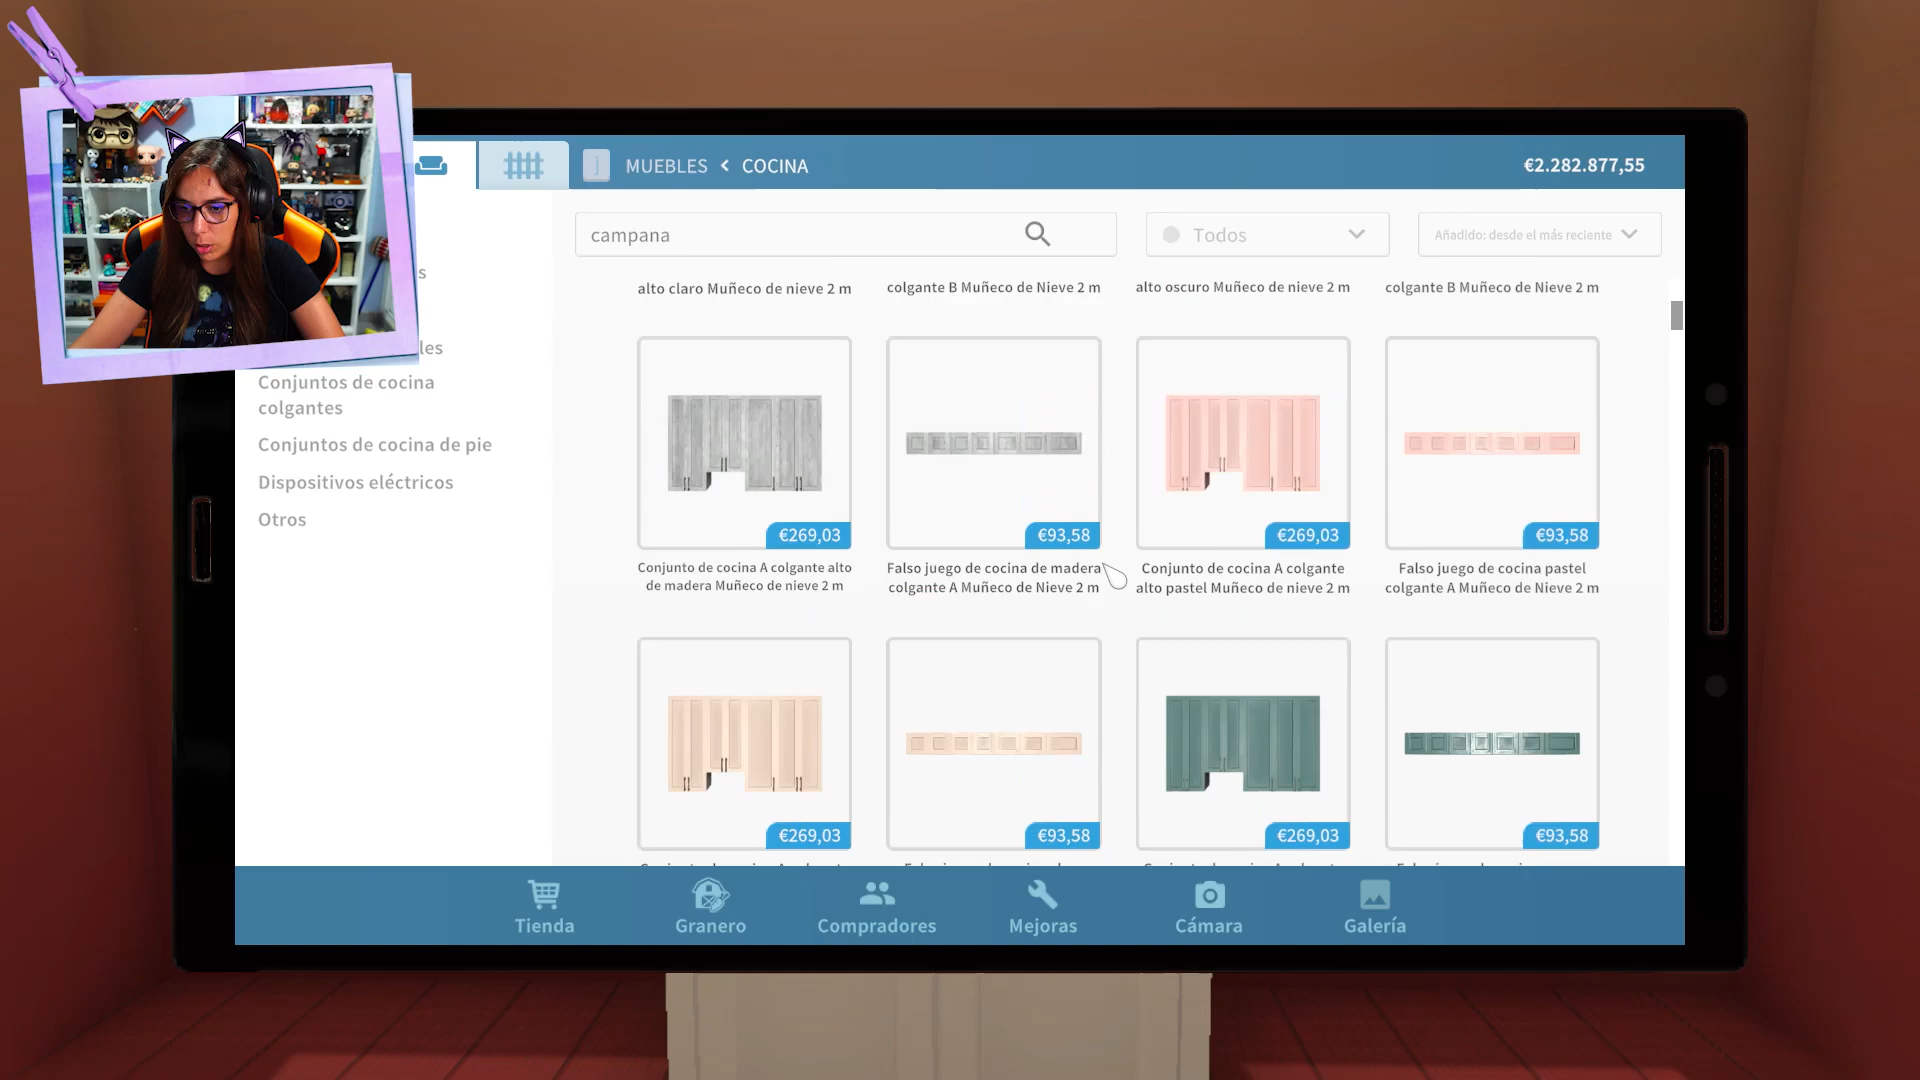 MUEBLES < COCINA
€2.282.877,55
campana
Todos
Añadido: desde el más reciente
s
les
Conjuntos de cocina
colgantes
Conjuntos de cocina de pie
Dispositivos eléctricos
Otros
alto claro Muñeco de nieve 2 m
colgante B Muñeco de Nieve 2 m
alto oscuro Muñeco de nieve 2 m
colgante B Muñeco de Nieve 2 m
€269,03
€93,58
€269,03
€93,58
Conjunto de cocina A colgante alto
de madera Muñeco de nieve 2 m
Falso juego de cocina de madera
colgante A Muñeco de Nieve 2 m
Conjunto de cocina A colgante
alto pastel Muñeco de nieve 2 m
Falso juego de cocina pastel
colgante A Muñeco de Nieve 2 m
€269,03
€93,58
€269,03
€93,58
Tienda
Granero
Compradores
Mejoras
Cámara
Galería